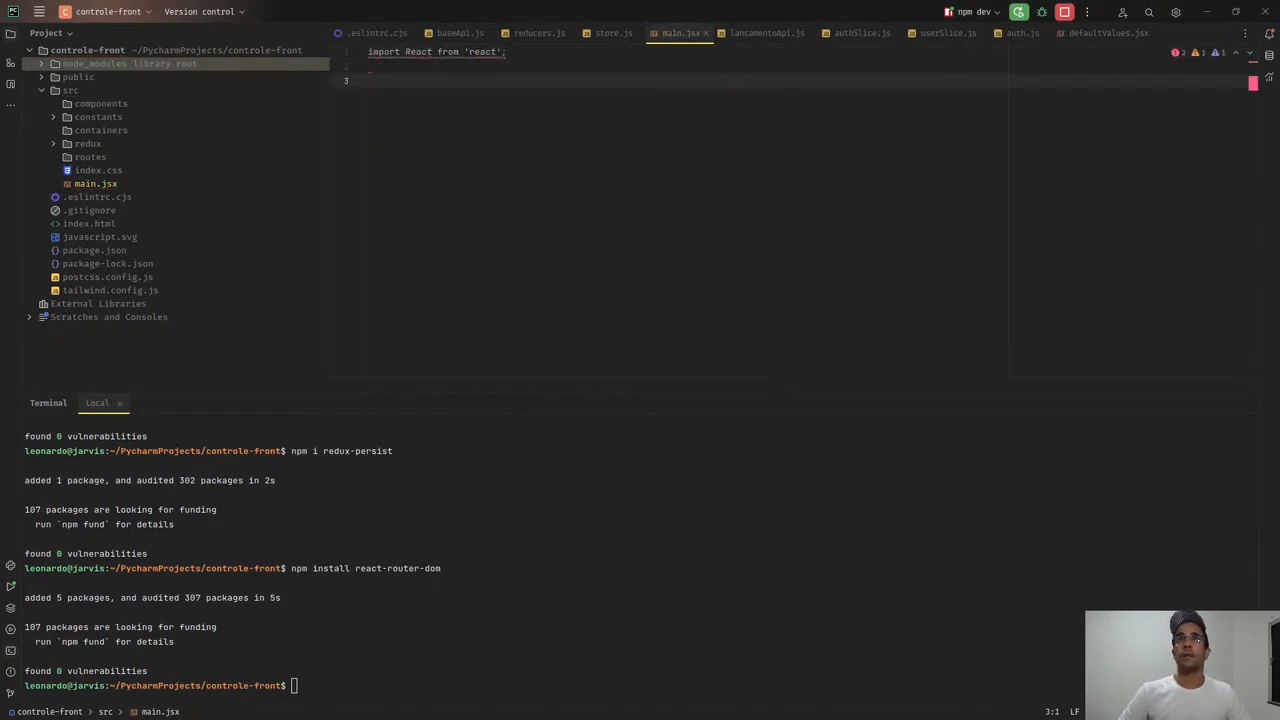 PC
controle-front
Version control
npm dev
Project
.eslintrc.cjs
baseApi.js
reducers.js
store.js
main.jsx
lancamentoApi.js
authSlice.js
userSlice.js
auth.js
defaultValues.jsx
controle-front ~/PycharmProjects/controle-front
node_modules library root
public
src
components
constants
containers
redux
routes
index.css
main.jsx
.eslintrc.cjs
.gitignore
index.html
javascript.svg
package.json
package-lock.json
postcss.config.js
tailwind.config.js
External Libraries
Scratches and Consoles
1 import React from 'react';
2
3
3 1 1
Terminal
Local
found 0 vulnerabilities
leonardo@jarvis:~/PycharmProjects/controle-front$ npm i redux-persist
added 1 package, and audited 302 packages in 2s
107 packages are looking for funding
run `npm fund` for details
found 0 vulnerabilities
leonardo@jarvis:~/PycharmProjects/controle-front$ npm install react-router-dom
added 5 packages, and audited 307 packages in 5s
107 packages are looking for funding
run `npm fund` for details
found 0 vulnerabilities
leonardo@jarvis:~/PycharmProjects/controle-front$
controle-front > src > main.jsx
3:1 LF